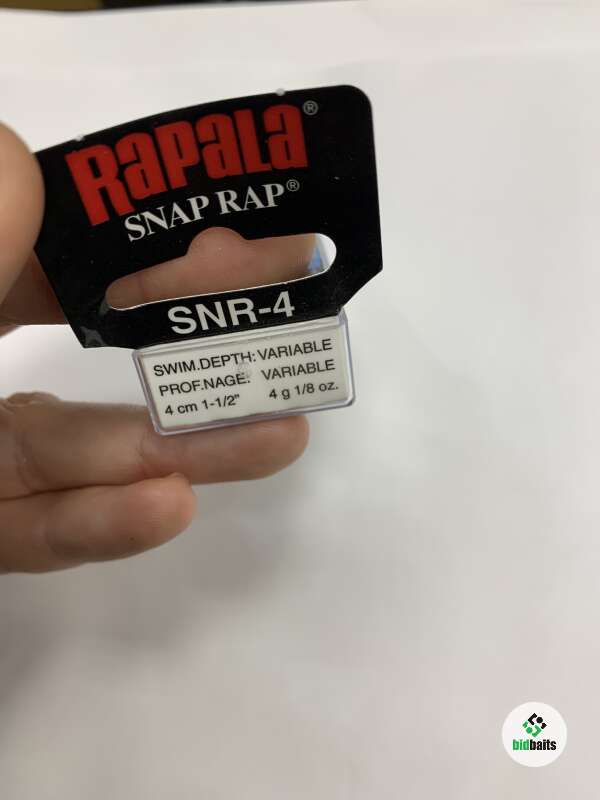 Rapala®
SNAP RAP®
SNR-4
SWIM.DEPTH: VARIABLE
PROF.NAGE: VARIABLE
4 cm 1-1/2" 4 g 1/8 oz.
bidbaits